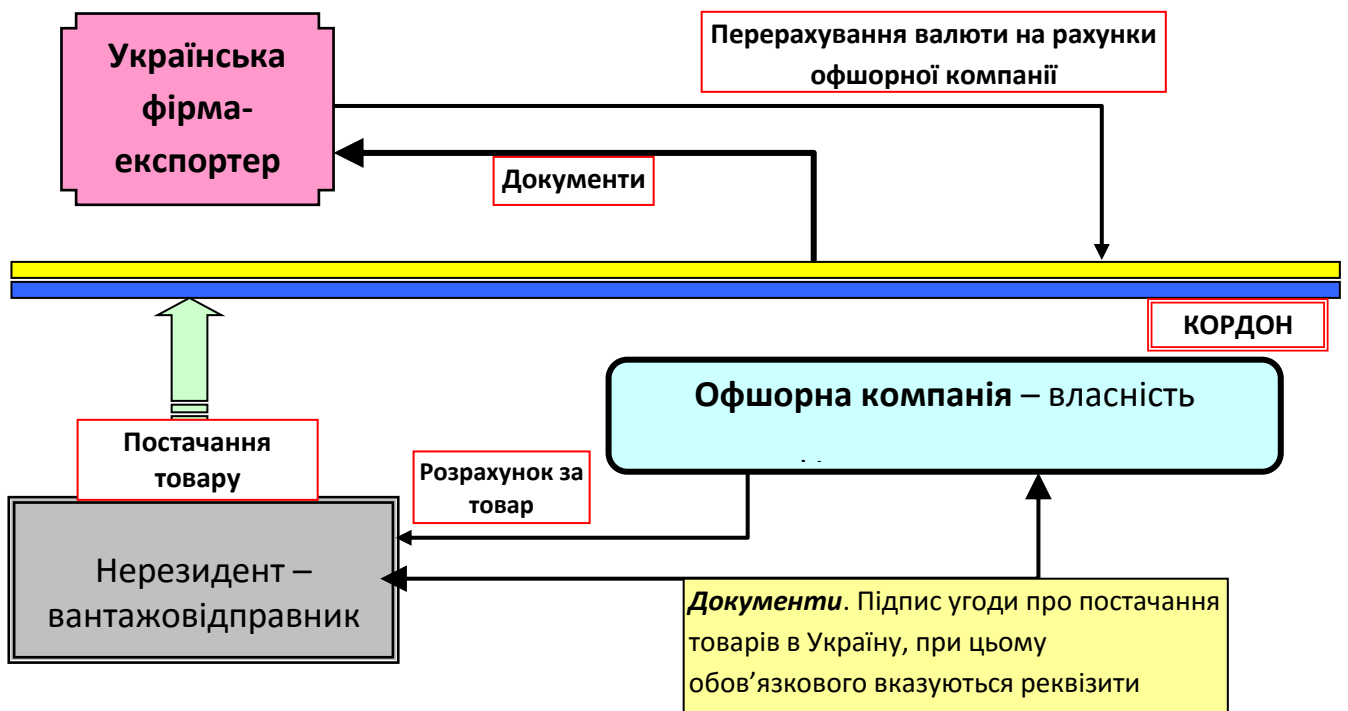 Українська
фірма-
експортер
Перерахування валюти на рахунки
офшорної компанії
Документи
КОРДОН
Офшорна компанія – власність
Постачання
товару
Розрахунок за
товар
Нерезидент –
вантажовідправник
Документи. Підпис угоди про постачання
товарів в Україну, при цьому
обов’язкового вказуються реквізити